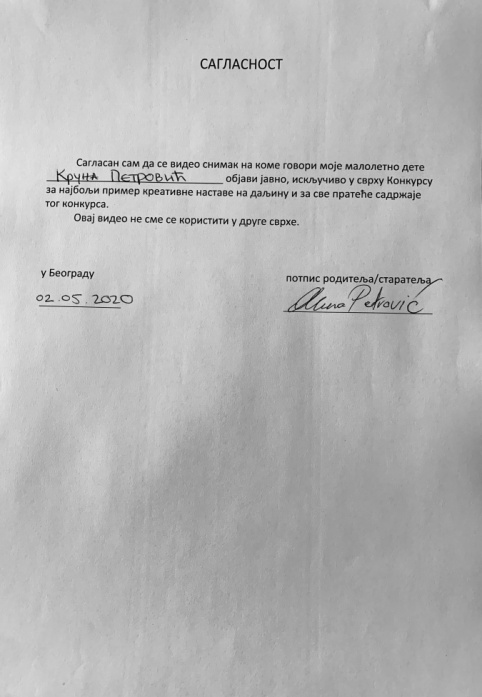 САГЛАСНОСТ
Сагласан сам да се видео снимак на коме говори моје малолетно дете
Круна Петровић објави јавно, искључиво у сврху Конкурсу
за најбољи пример креативне наставе на даљину и за све пратеће садржаје
тог конкурса.
Овај видео не сме се користити у друге сврхе.
у Београду
02.05.2020
потпис родитеља/старатеља
Petrović